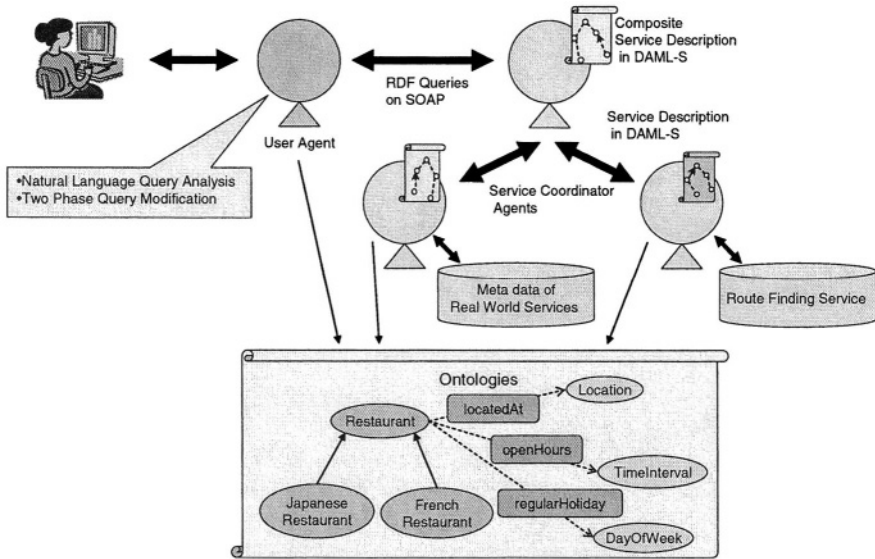 Composite
Service Description
in DAML-S
RDF Queries
on SOAP
User Agent
Service Description
in DAML-S
•Natural Language Query Analysis
•Two Phase Query Modification
Service Coordinator
Agents
Meta data of
Real World Services
Route Finding Service
Ontologies
Location
locatedAt
Restaurant
openHours
TimeInterval
regularHoliday
Japanese
Restaurant
French
Restaurant
DayOfWeek